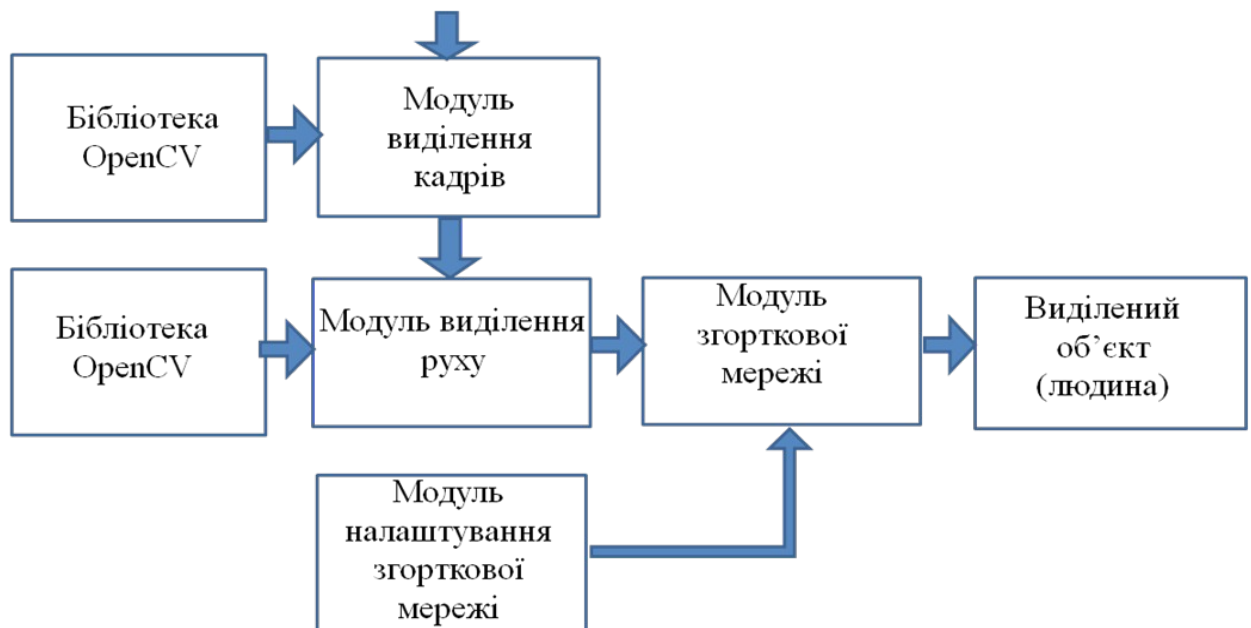 Бібліотека
OpenCV
Модуль
виділення
кадрів
Бібліотека
OpenCV
Модуль виділення
руху
Модуль
згорткової
мережі
Виділений
об’єкт
(людина)
Модуль
налаштування
згорткової
мережі